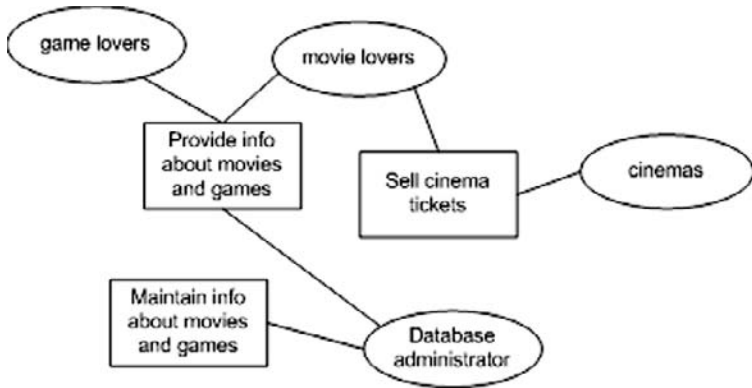 game lovers
movie lovers
Provide info
about movies
and games
Sell cinema
tickets
cinemas
Maintain info
about movies
and games
Database
administrator